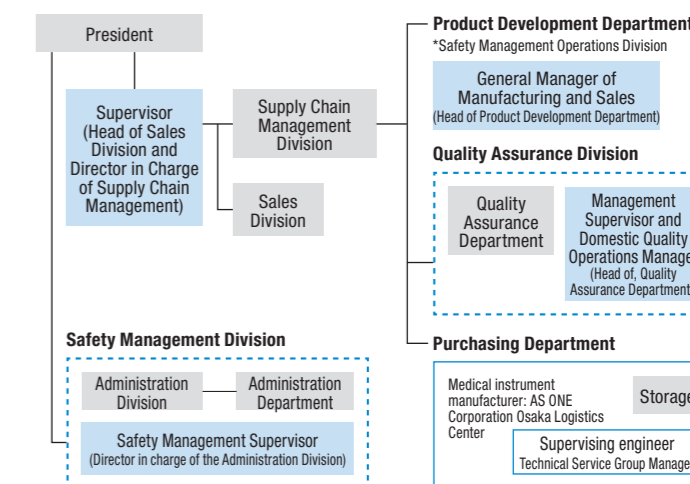 President
Supervisor
(Head of Sales
Division and
Director in Charge
of Supply Chain
Management)
Supply Chain
Management
Division
Sales
Division
Product Development Department
*Safety Management Operations Division
General Manager of
Manufacturing and Sales
(Head of Product Development Department)
Quality Assurance Division
Quality
Assurance
Department
Management
Supervisor and
Domestic Quality
Operations Manage
(Head of, Quality
Assurance Department
Safety Management Division
Administration
Division
Administration
Department
Safety Management Supervisor
(Director in charge of the Administration Division)
Purchasing Department
Medical instrument
manufacturer: AS ONE
Corporation Osaka Logistics
Center
Storage
Supervising engineer
Technical Service Group Manage